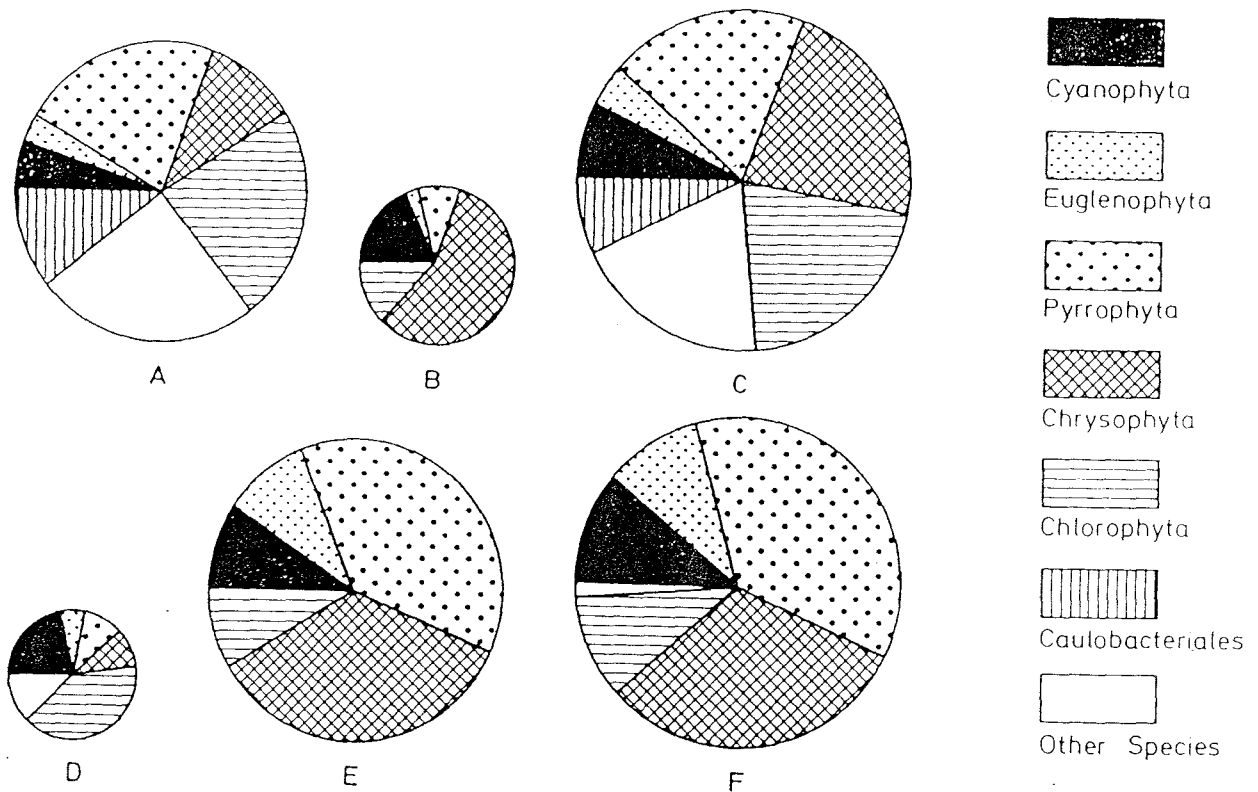 A
B
C
D
E
F
Cyanophyta
Euglenophyta
Pyrrophyta
Chrysophyta
Chlorophyta
Caulobacteriales
Other Species